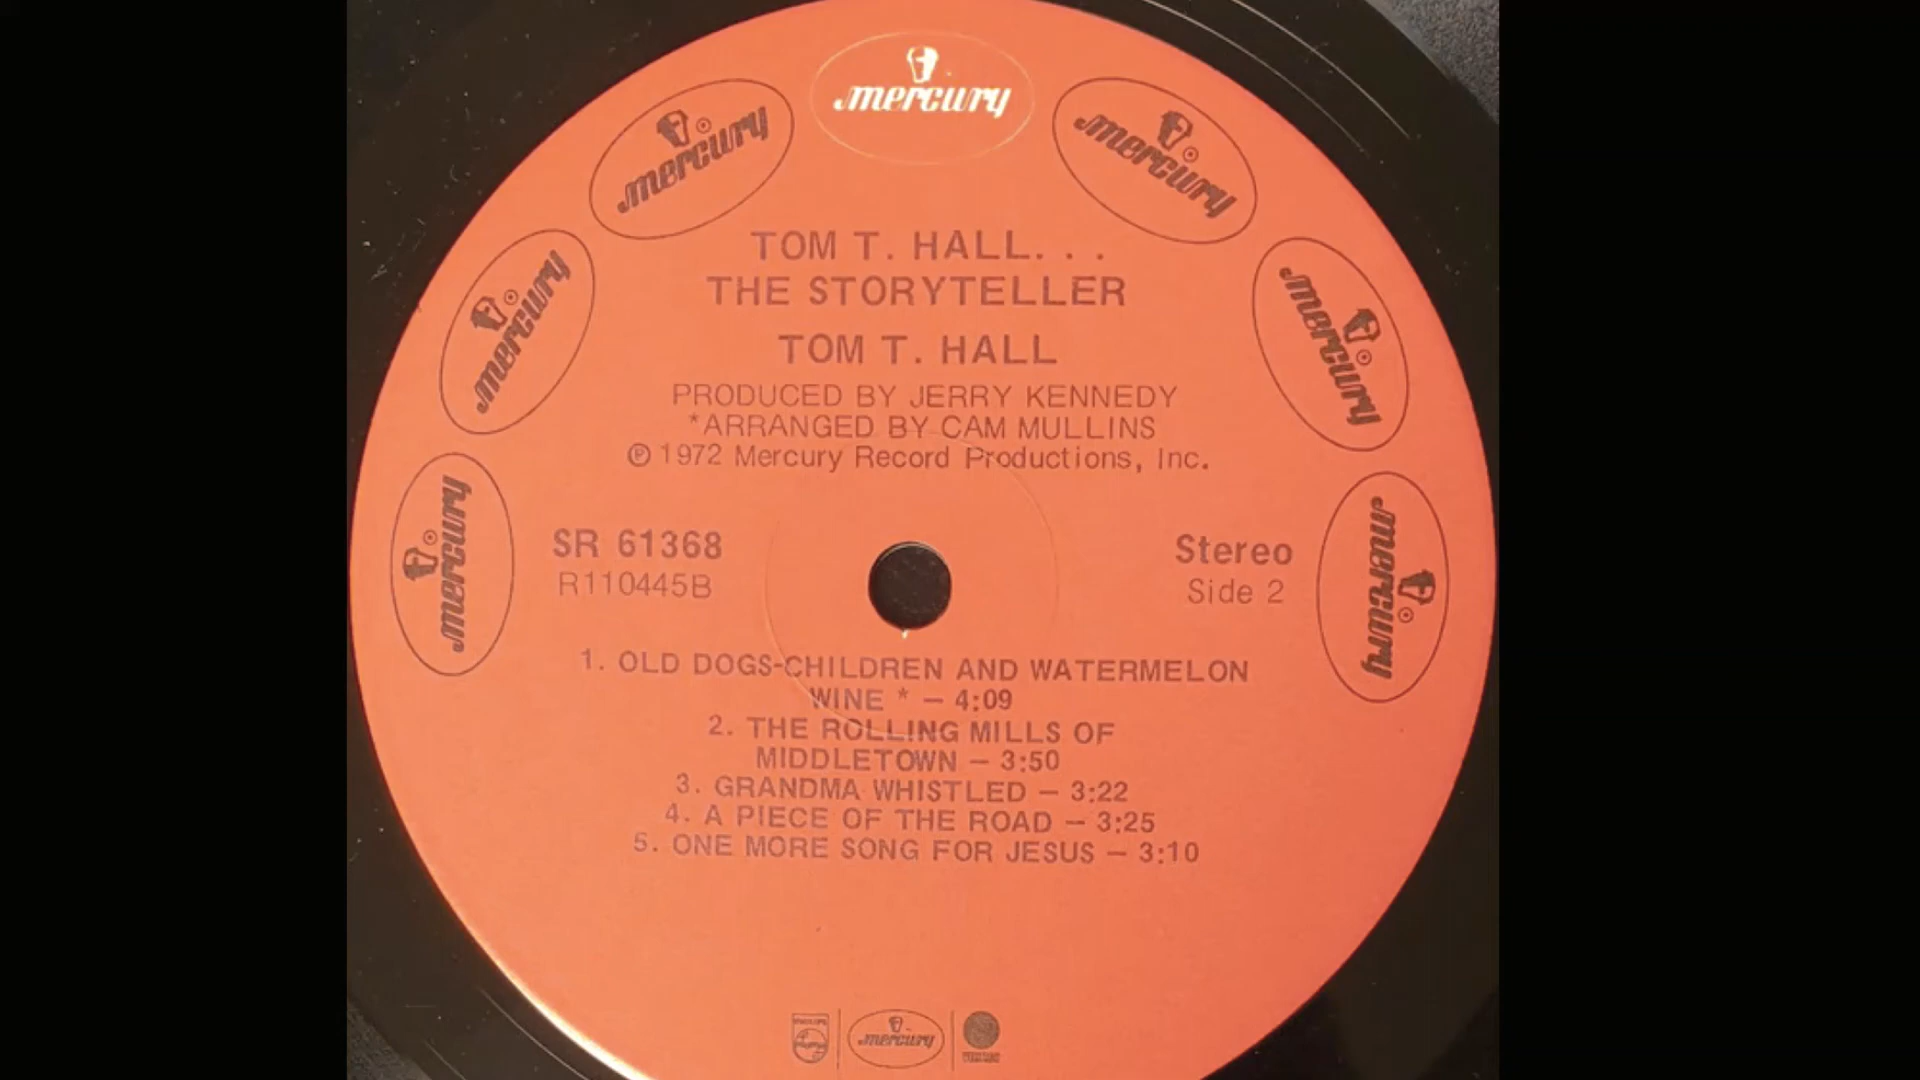 mercury
mercury
mercury
mercury
mercury
mercury
mercury
TOM T. HALL. . .
THE STORYTELLER
TOM T. HALL
PRODUCED BY JERRY KENNEDY
*ARRANGED BY CAM MULLINS
℗ 1972 Mercury Record Productions, Inc.
SR 61368
R110445B
Stereo
Side 2
1. OLD DOGS-CHILDREN AND WATERMELON
WINE * – 4:09
2. THE ROLLING MILLS OF
MIDDLETOWN – 3:50
3. GRANDMA WHISTLED – 3:22
4. A PIECE OF THE ROAD – 3:25
5. ONE MORE SONG FOR JESUS – 3:10
mercury